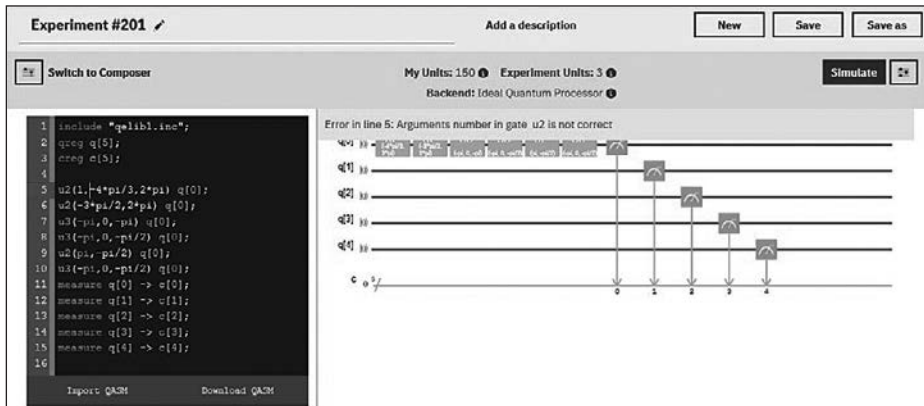 Experiment #201
Add a description
New
Save
Save as
Switch to Composer
My Units: 150
Experiment Units: 3
Backend: Ideal Quantum Processor
Simulate
1 include "qelib1.inc";
2 qreg q[5];
3 creg c[5];
4
5 u2(1,-4*pi/3,2*pi) q[0];
6 u2(-3*pi/2,2*pi) q[0];
7 u3(-pi,0,-pi) q[0];
8 u3(-pi,0,-pi/2) q[0];
9 u2(pi,-pi/2) q[0];
10 u3(-pi,0,-pi/2) q[0];
11 measure q[0] -> c[0];
12 measure q[1] -> c[1];
13 measure q[2] -> c[2];
14 measure q[3] -> c[3];
15 measure q[4] -> c[4];
16
Import QASM
Download QASM
Error in line 5: Arguments number in gate u2 is not correct
q[0]
q[1]
q[2]
q[3]
q[4]
c 0 5
0 1 2 3 4